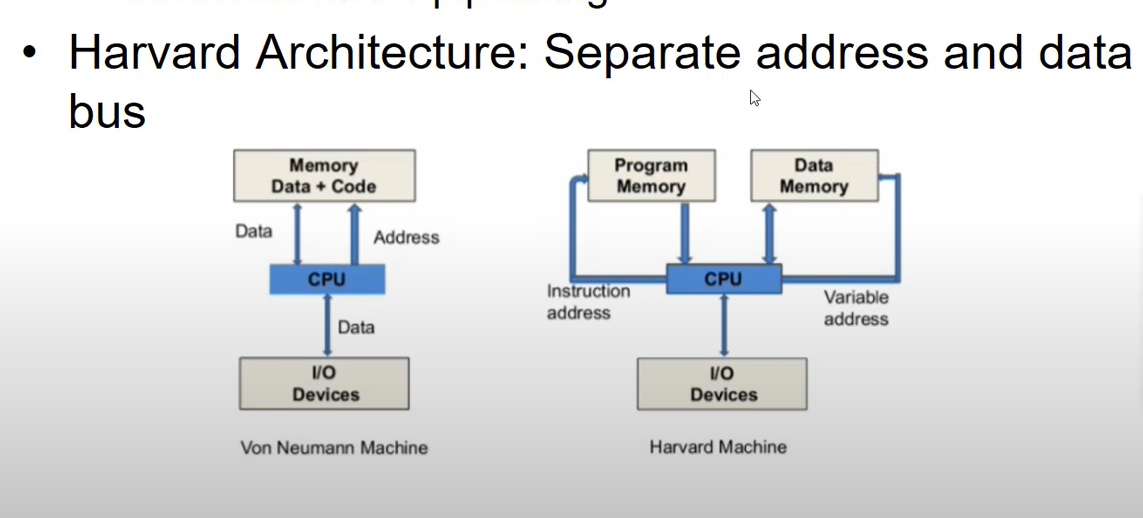 • Harvard Architecture: Separate address and data
bus
Memory
Data + Code
Data
Address
CPU
Data
I/O
Devices
Von Neumann Machine
Program
Memory
Data
Memory
CPU
Instruction
address
Variable
address
I/O
Devices
Harvard Machine